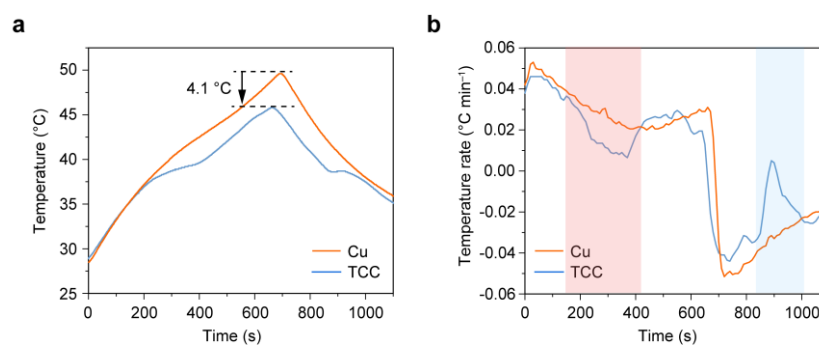 a
Temperature (°C)
50
45
40
35
30
25
4.1 °C
Cu
TCC
0
200
400
600
800
1000
Time (s)
b
Temperature rate (°C min⁻¹)
0.06
0.04
0.02
0.00
-0.02
-0.04
-0.06
Cu
TCC
0
200
400
600
800
1000
Time (s)